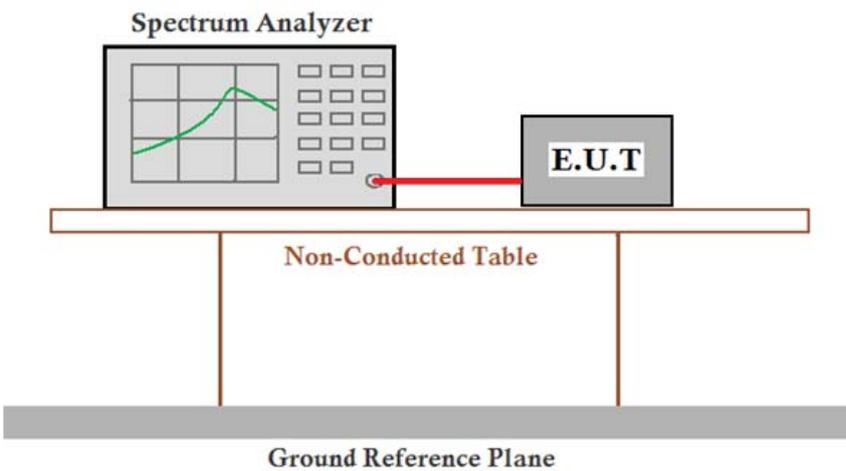 Spectrum Analyzer
E.U.T
Non-Conducted Table
Ground Reference Plane